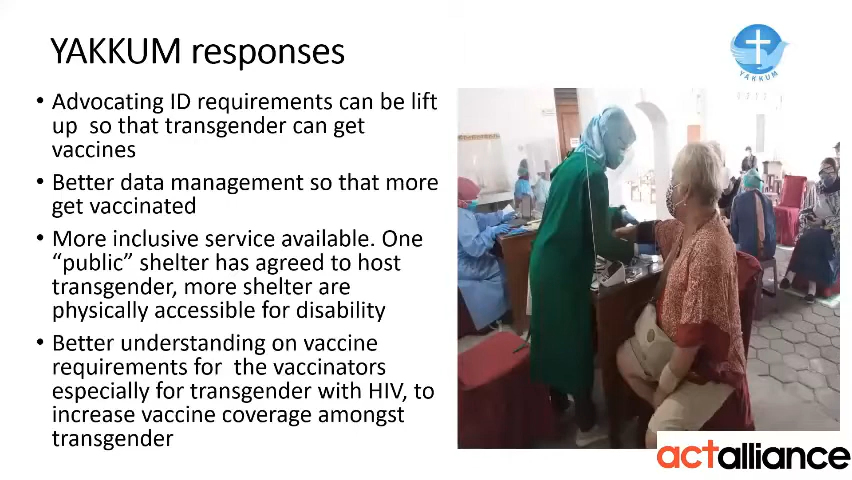 YAKKUM responses
• Advocating ID requirements can be lift
up so that transgender can get
vaccines
• Better data management so that more
get vaccinated
• More inclusive service available. One
“public” shelter has agreed to host
transgender, more shelter are
physically accessible for disability
• Better understanding on vaccine
requirements for the vaccinators
especially for transgender with HIV, to
increase vaccine coverage amongst
transgender
YAKKUM
actalliance